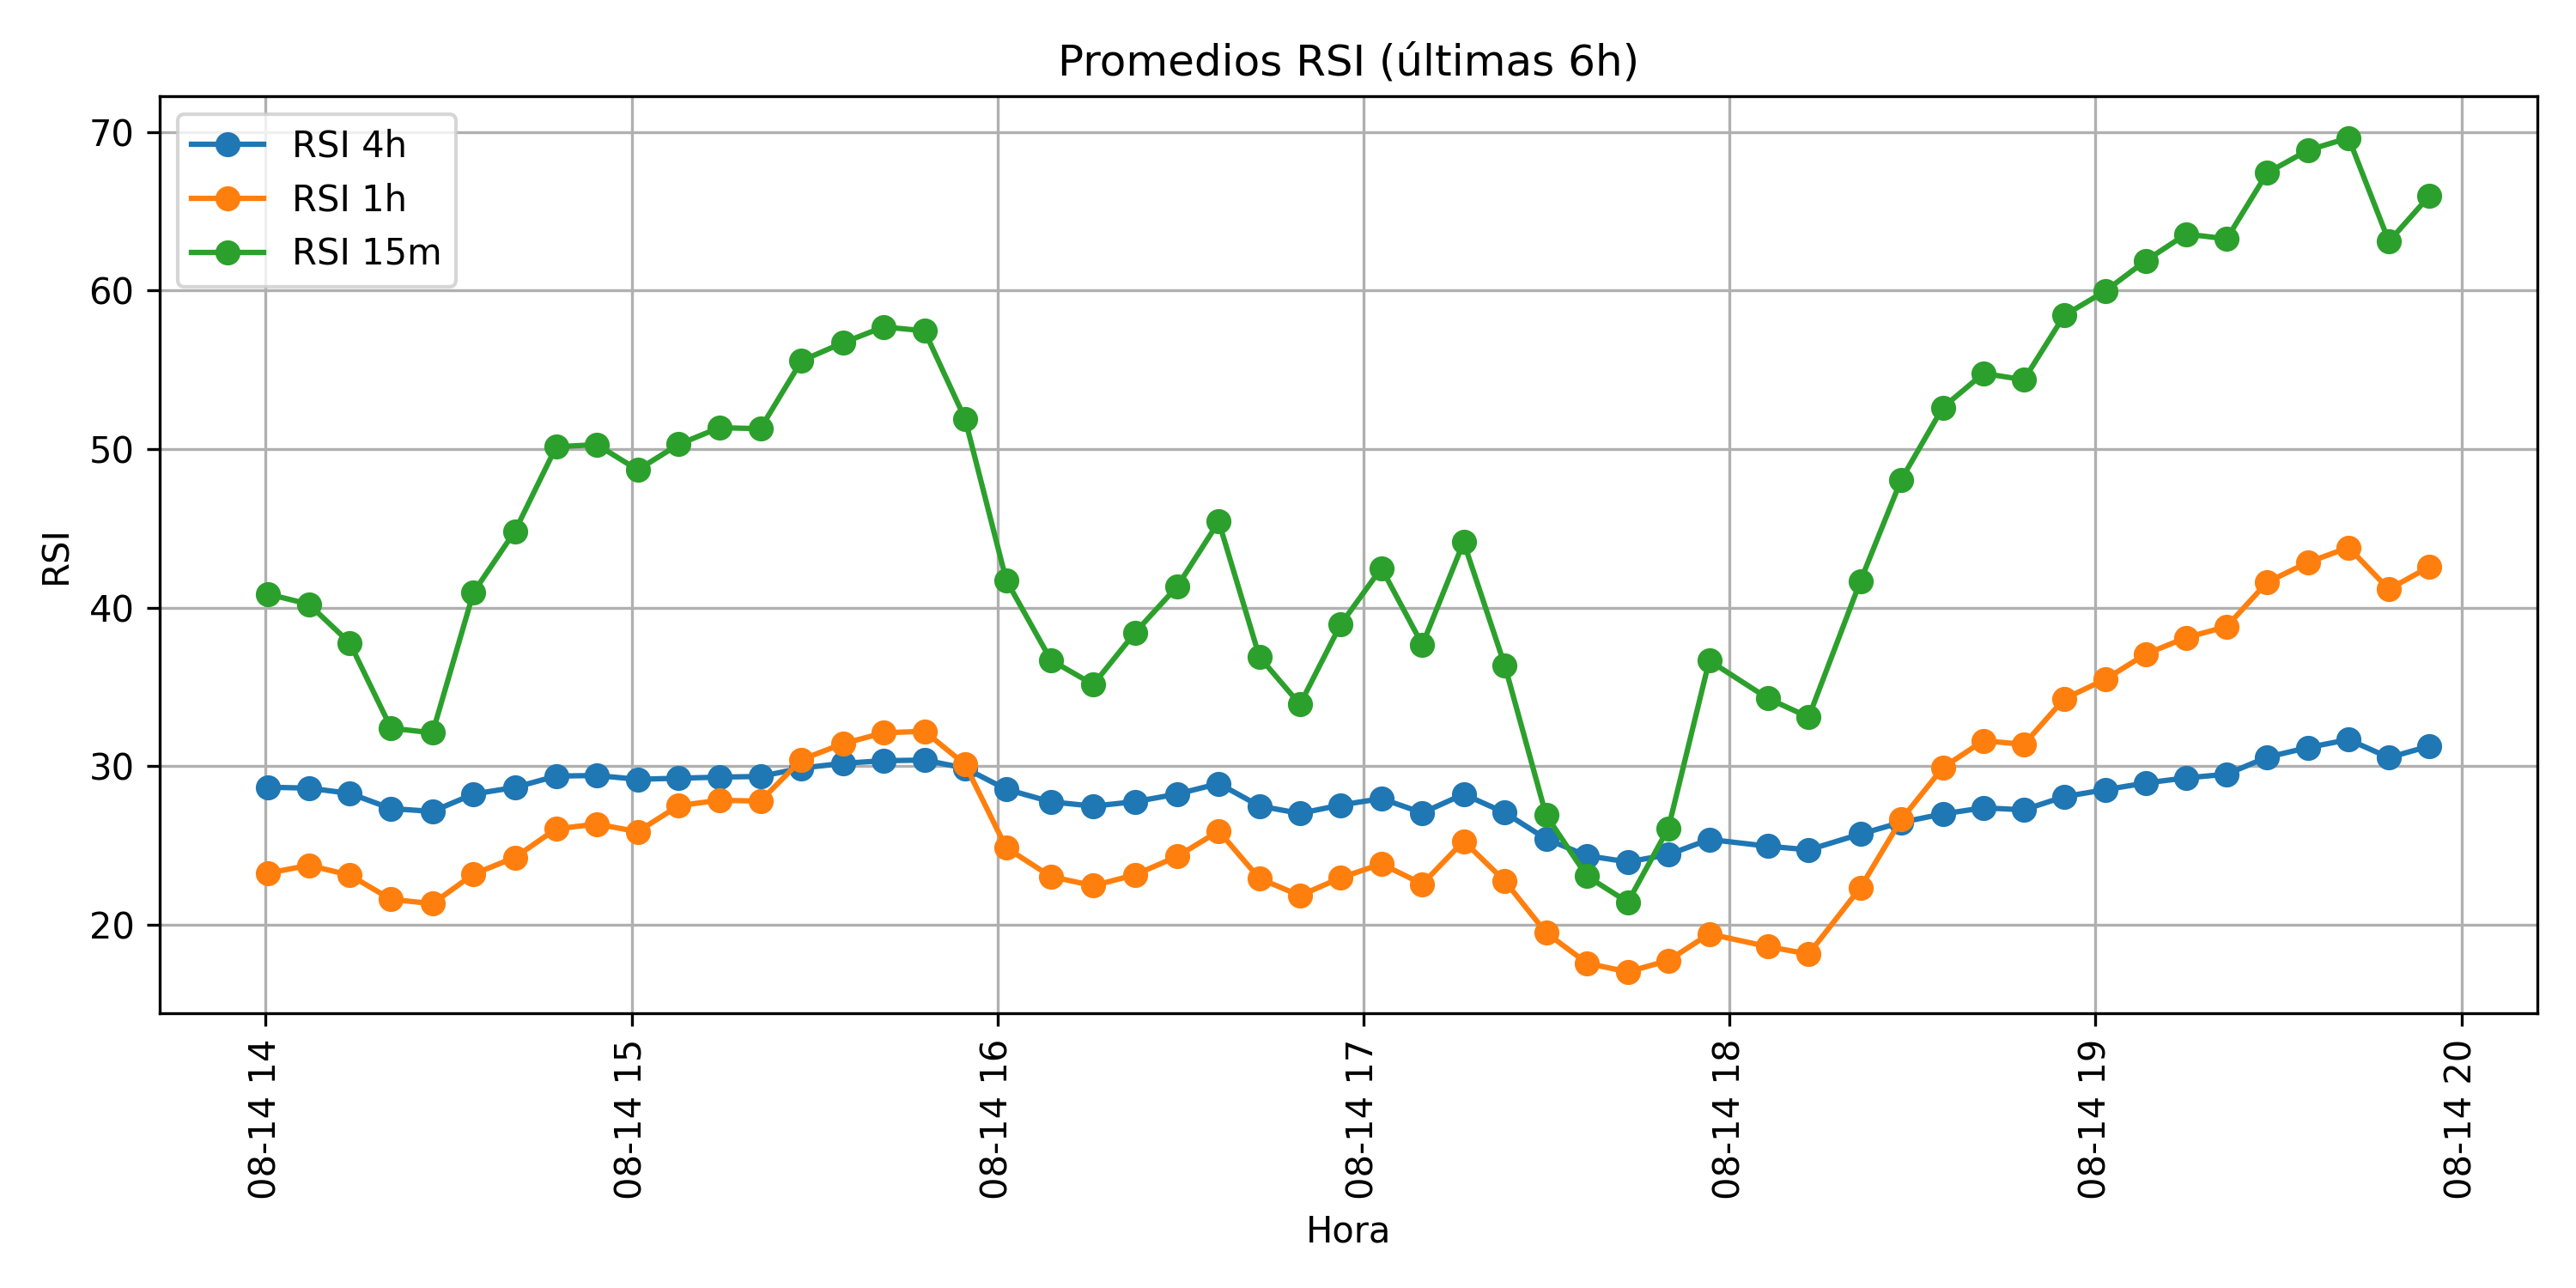 Promedios RSI (últimas 6h)
RSI 4h
RSI 1h
RSI 15m
70
60
50
40
30
20
RSI
08-14 14
08-14 15
08-14 16
08-14 17
08-14 18
08-14 19
08-14 20
Hora